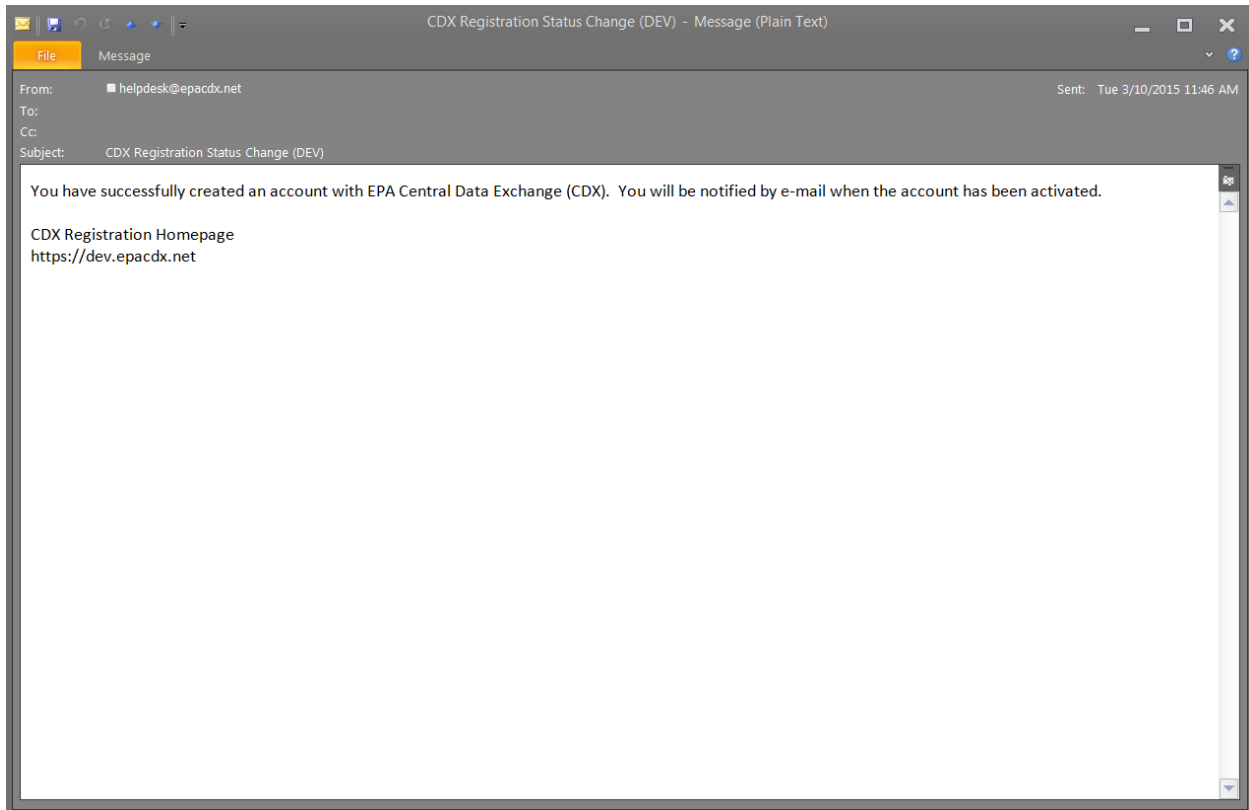 CDX Registration Status Change (DEV) - Message (Plain Text)
File Message
From: helpdesk@epacdx.net Sent: Tue 3/10/2015 11:46 AM
To:
Cc:
Subject: CDX Registration Status Change (DEV)
You have successfully created an account with EPA Central Data Exchange (CDX). You will be notified by e-mail when the account has been activated.
CDX Registration Homepage
https://dev.epacdx.net